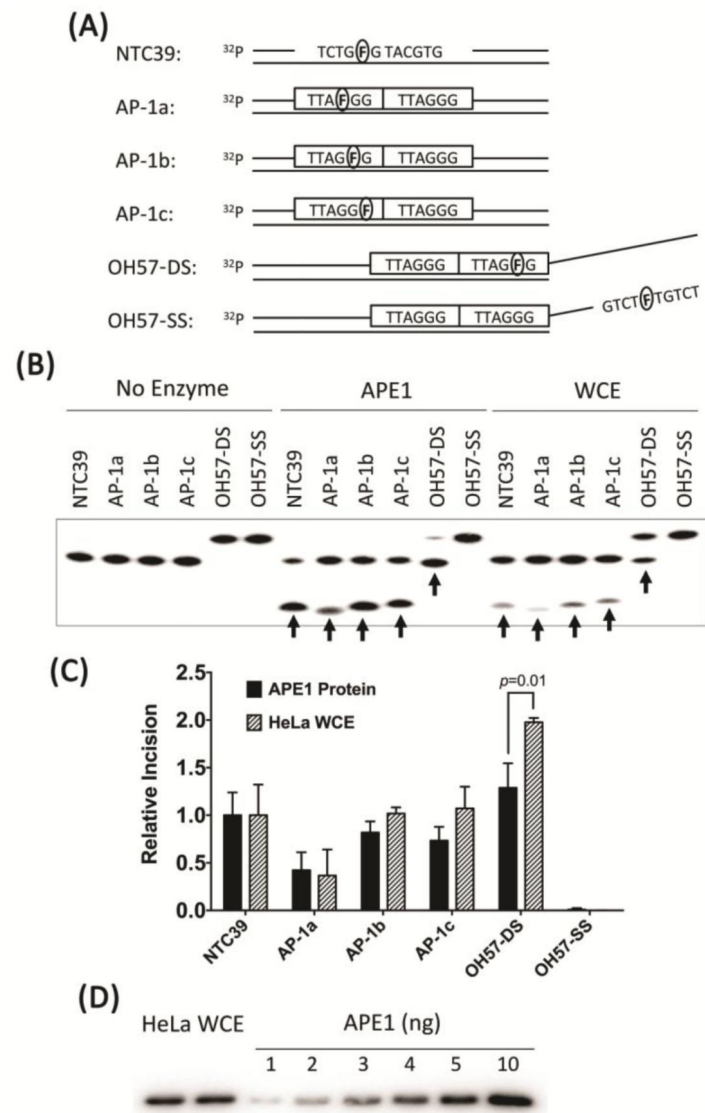 (A)
NTC39: 32P TCTG F G TACGTG
AP-1a: 32P TTA F GG TTAGGG
AP-1b: 32P TTAG F G TTAGGG
AP-1c: 32P TTAGG F TTAGGG
OH57-DS: 32P TTAGGG TTAG F G
OH57-SS: 32P TTAGGG TTAGGG GTCT F TGTCT
(B)
No Enzyme APE1 WCE
NTC39 AP-1a AP-1b AP-1c OH57-DS OH57-SS NTC39 AP-1a AP-1b AP-1c OH57-DS OH57-SS NTC39 AP-1a AP-1b AP-1c OH57-DS OH57-SS
(C)
p=0.01
APE1 Protein
HeLa WCE
Relative Incision
2.0
1.5
1.0
0.5
0.0
NTC39 AP-1a AP-1b AP-1c OH57-DS OH57-SS
(D)
HeLa WCE APE1 (ng)
1 2 3 4 5 10